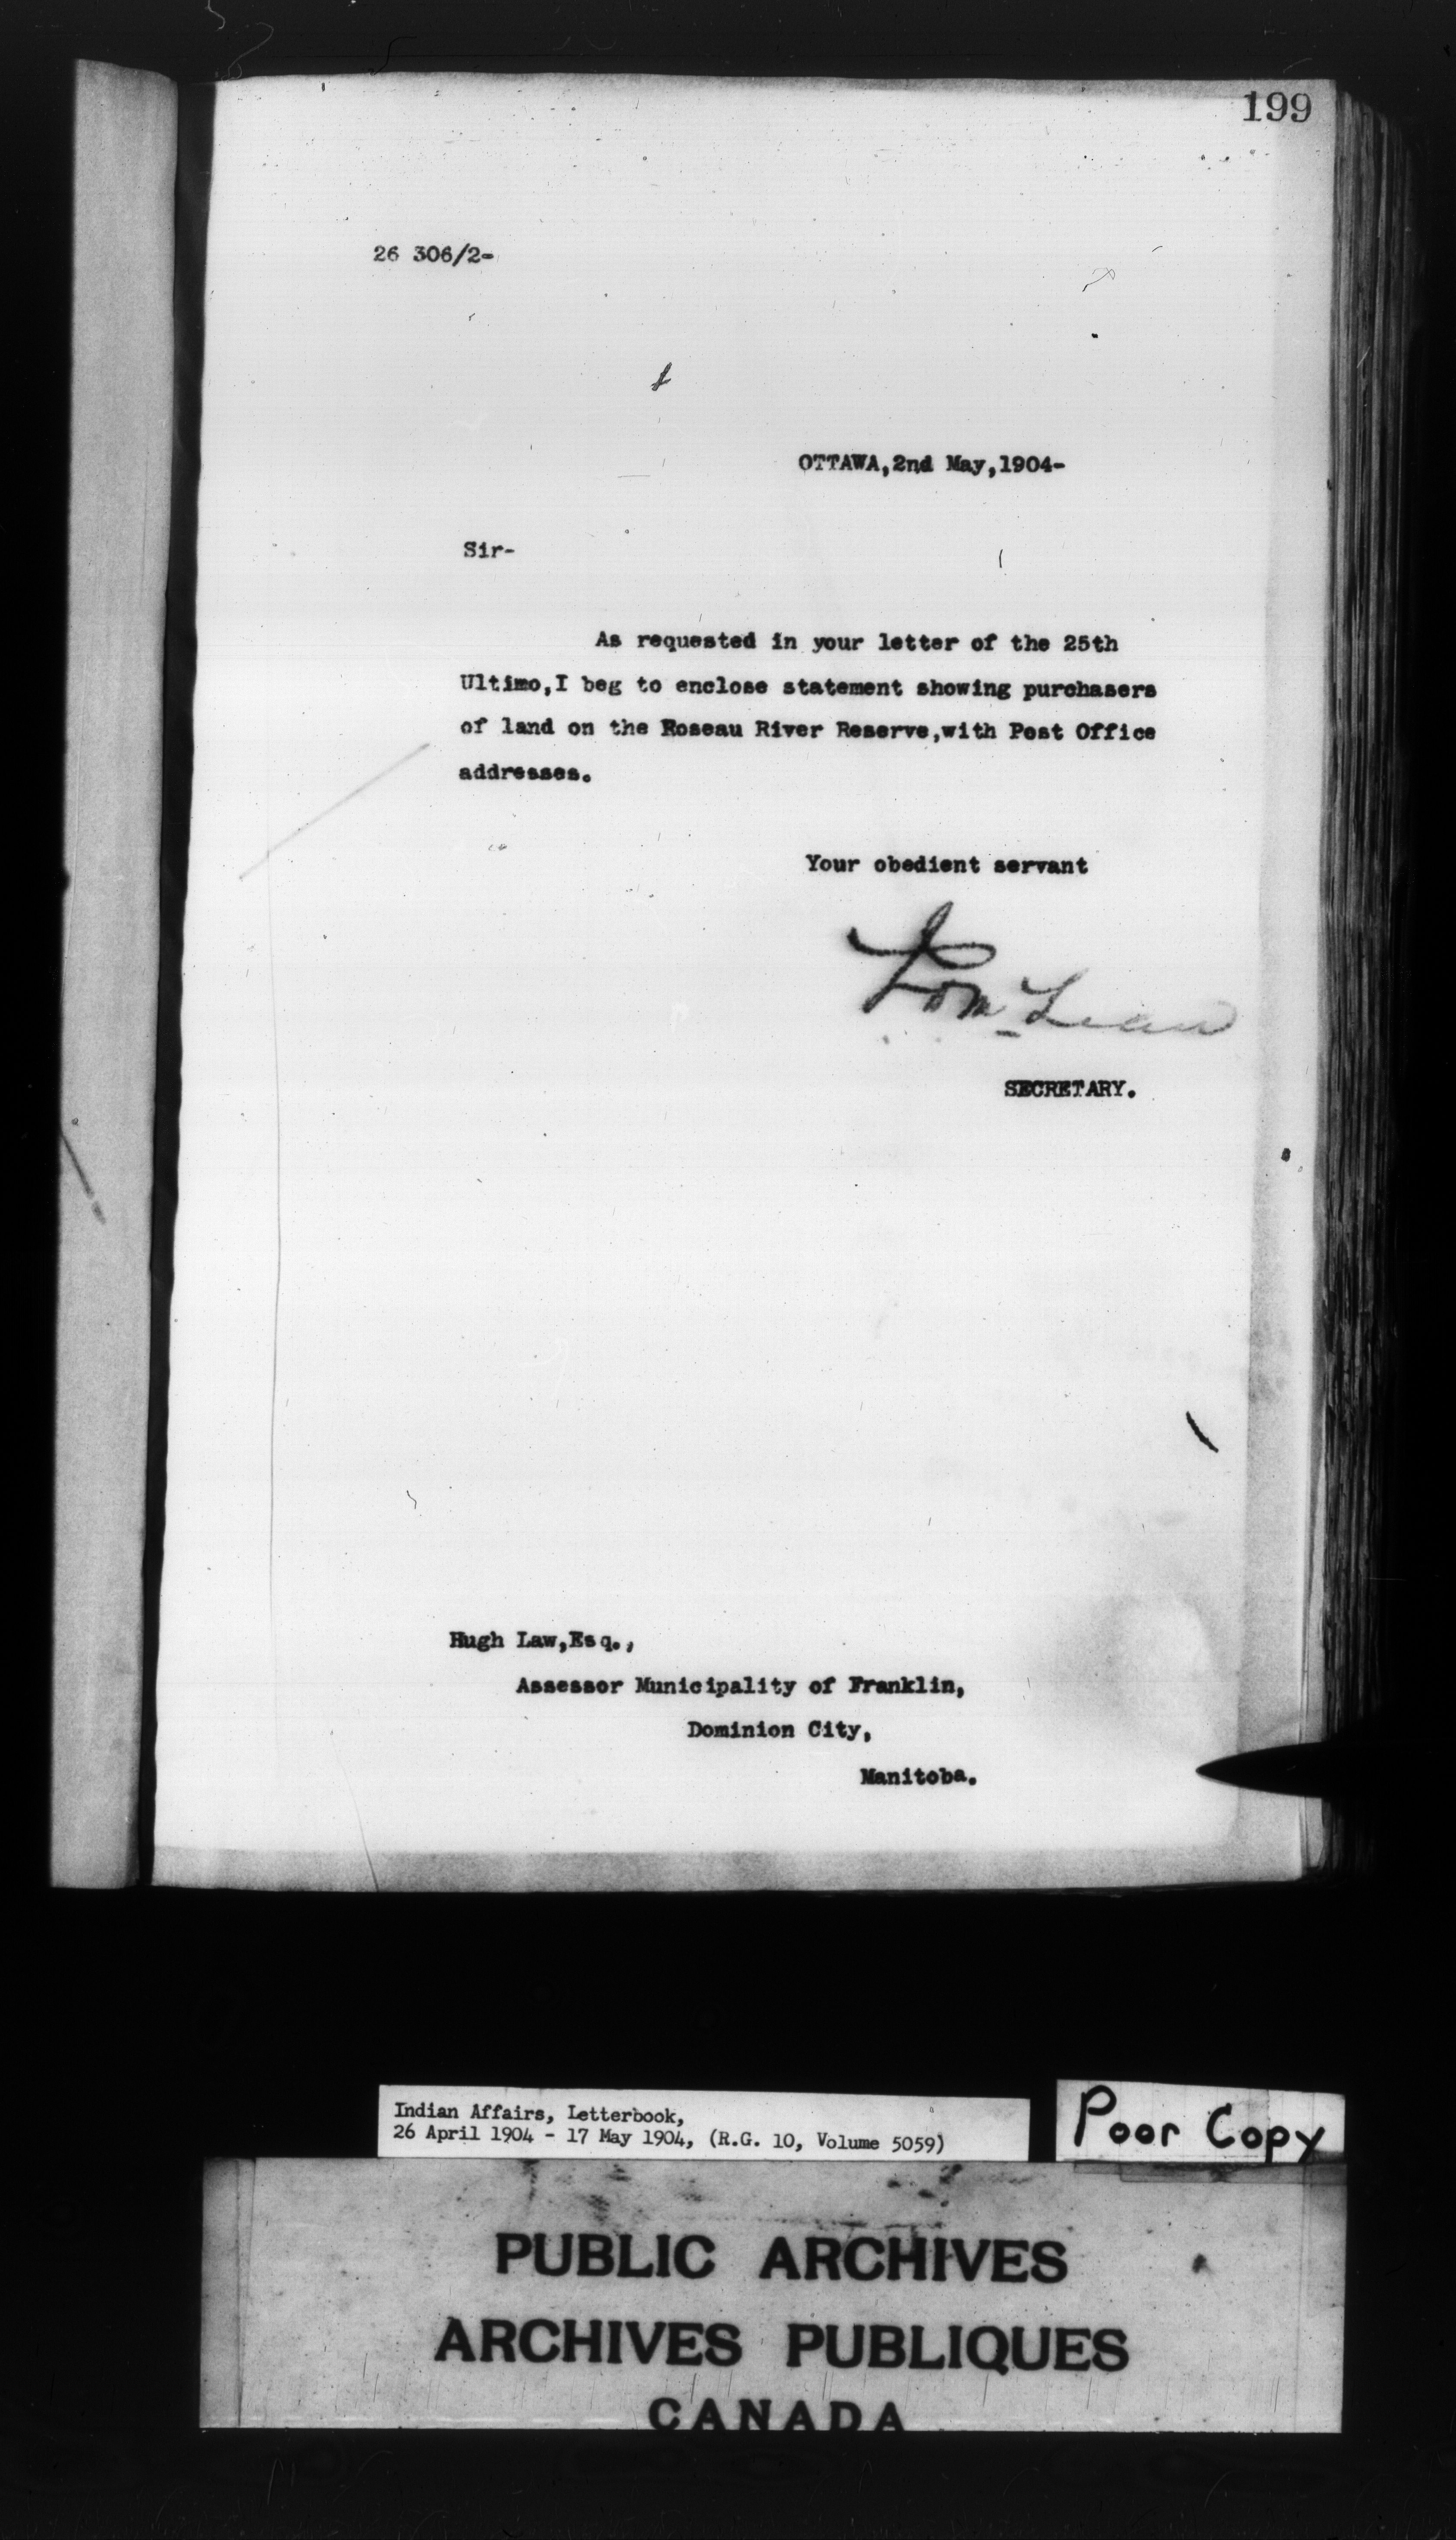 199
26 306/2-
OTTAWA,2nd May,1904-
Sir-
As requested in your letter of the 25th
Ultimo,I beg to enclose statement showing purchasers
of land on the Roseau River Reserve,with Post Office
addresses.
Your obedient servant
SECRETARY.
Hugh Law,Esq.,
Assessor Municipality of Franklin,
Dominion City,
Manitoba.
Indian Affairs, Letterbook,
26 April 1904 - 17 May 1904, (R.G. 10, Volume 5059)
Poor Copy
PUBLIC ARCHIVES
ARCHIVES PUBLIQUES
CANADA